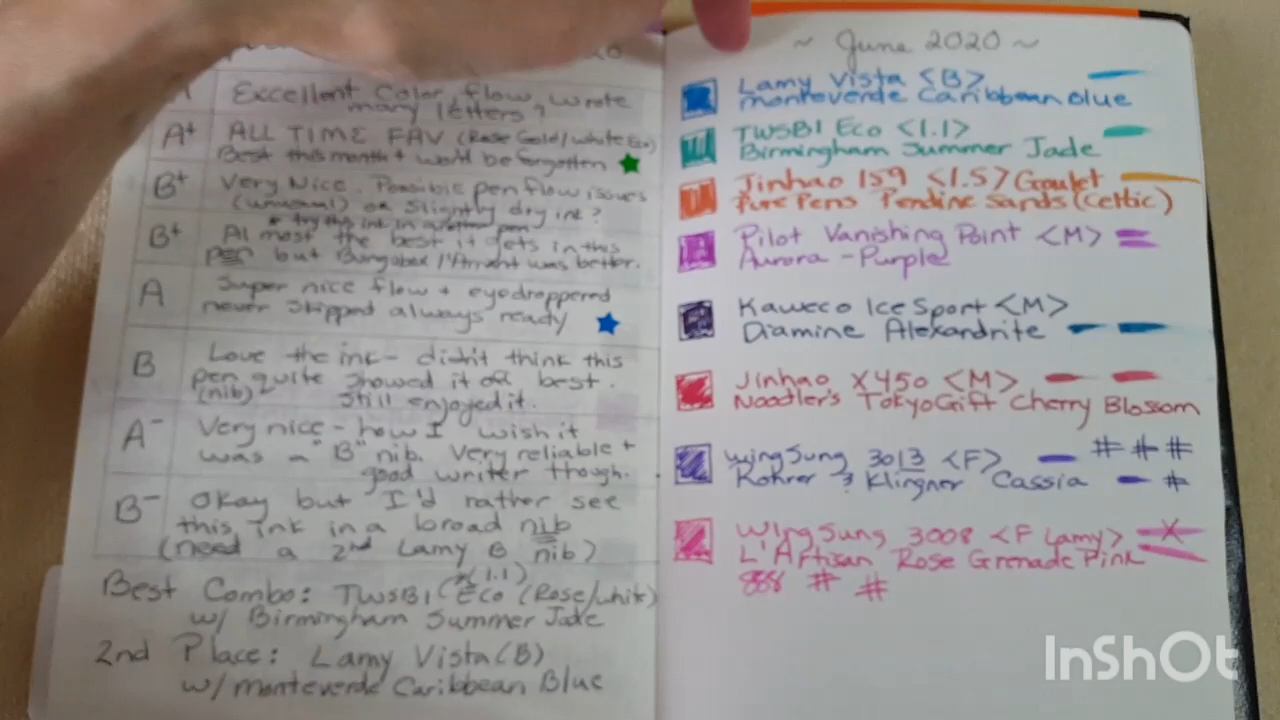 2020
A
Excellent Color, flow, wrote
many letters?
A+
ALL TIME FAV (Rose Gold/white Eco)
Best this month + won't be forgotten
B+
Very Nice. Possible pen flow issues
(unusual) or slightly dry ink?
* try this ink in another pen
B+
Almost the best it gets in this
pen but Bungabox/l'Amant was better.
A
Super nice flow + eyedroppered
never skipped always ready
B
Love the ink - didn't think this
pen quite showed it off best.
(nib) Still enjoyed it.
A-
Very nice - how I wish it
was a "B" nib. Very reliable +
good writer though.
B-
Okay but I'd rather see
this ink in a broad nib
(need a 2nd Lamy B nib)
Best Combo: TWSBI Eco (Rose/whit)
(1.1)
w/ Birmingham Summer Jade
2nd Place: Lamy Vista (B)
w/ monteverde Caribbean Blue
~ June 2020 ~
Lamy Vista <B>
monteverde Caribbean Blue
TWSBI Eco <1.1>
Birmingham Summer Jade
Jinhao 159 <1.5> Goulet
Pure Pens Pendine Sands (Celtic)
Pilot Vanishing Point <M>
Aurora - Purple
Kaweco Ice Sport <M>
Diamine Alexandrite
Jinhao X450 <M>
Noodler's Tokyo Gift Cherry Blossom
wing Sung 3013 <F> # # #
Rohrer & Klingner Cassia #
Wing Sung 3008 <F Lamy> X
L'Artisan Rose Grenade Pink
888 # #
InShOt